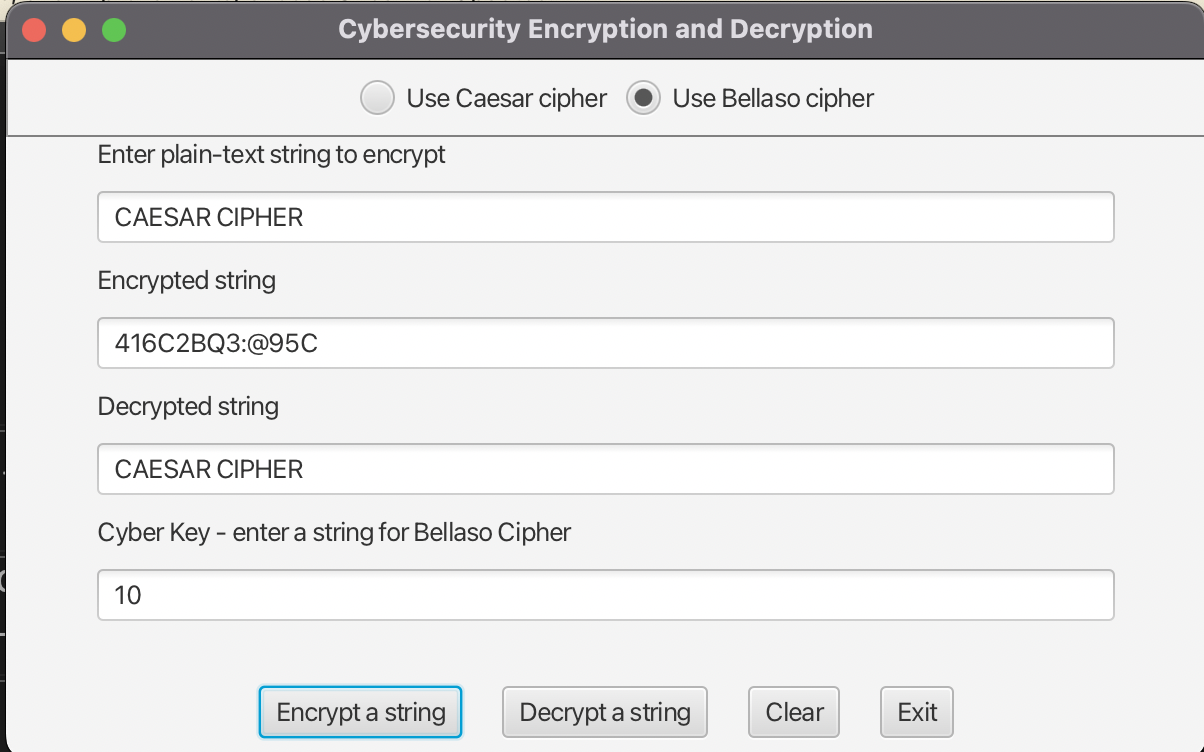 Cybersecurity Encryption and Decryption
Use Caesar cipher Use Bellaso cipher
Enter plain-text string to encrypt
CAESAR CIPHER
Encrypted string
416C2BQ3:@95C
Decrypted string
CAESAR CIPHER
Cyber Key - enter a string for Bellaso Cipher
10
Encrypt a string Decrypt a string Clear Exit